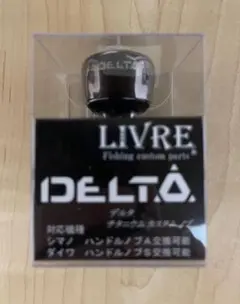 DELTA
LIVRE
Fishing custom parts
DELTA
デルタ
チタニウム カスタムノブ
対応機種
シマノ ハンドルノブA交換可能
ダイワ ハンドルノブS交換可能